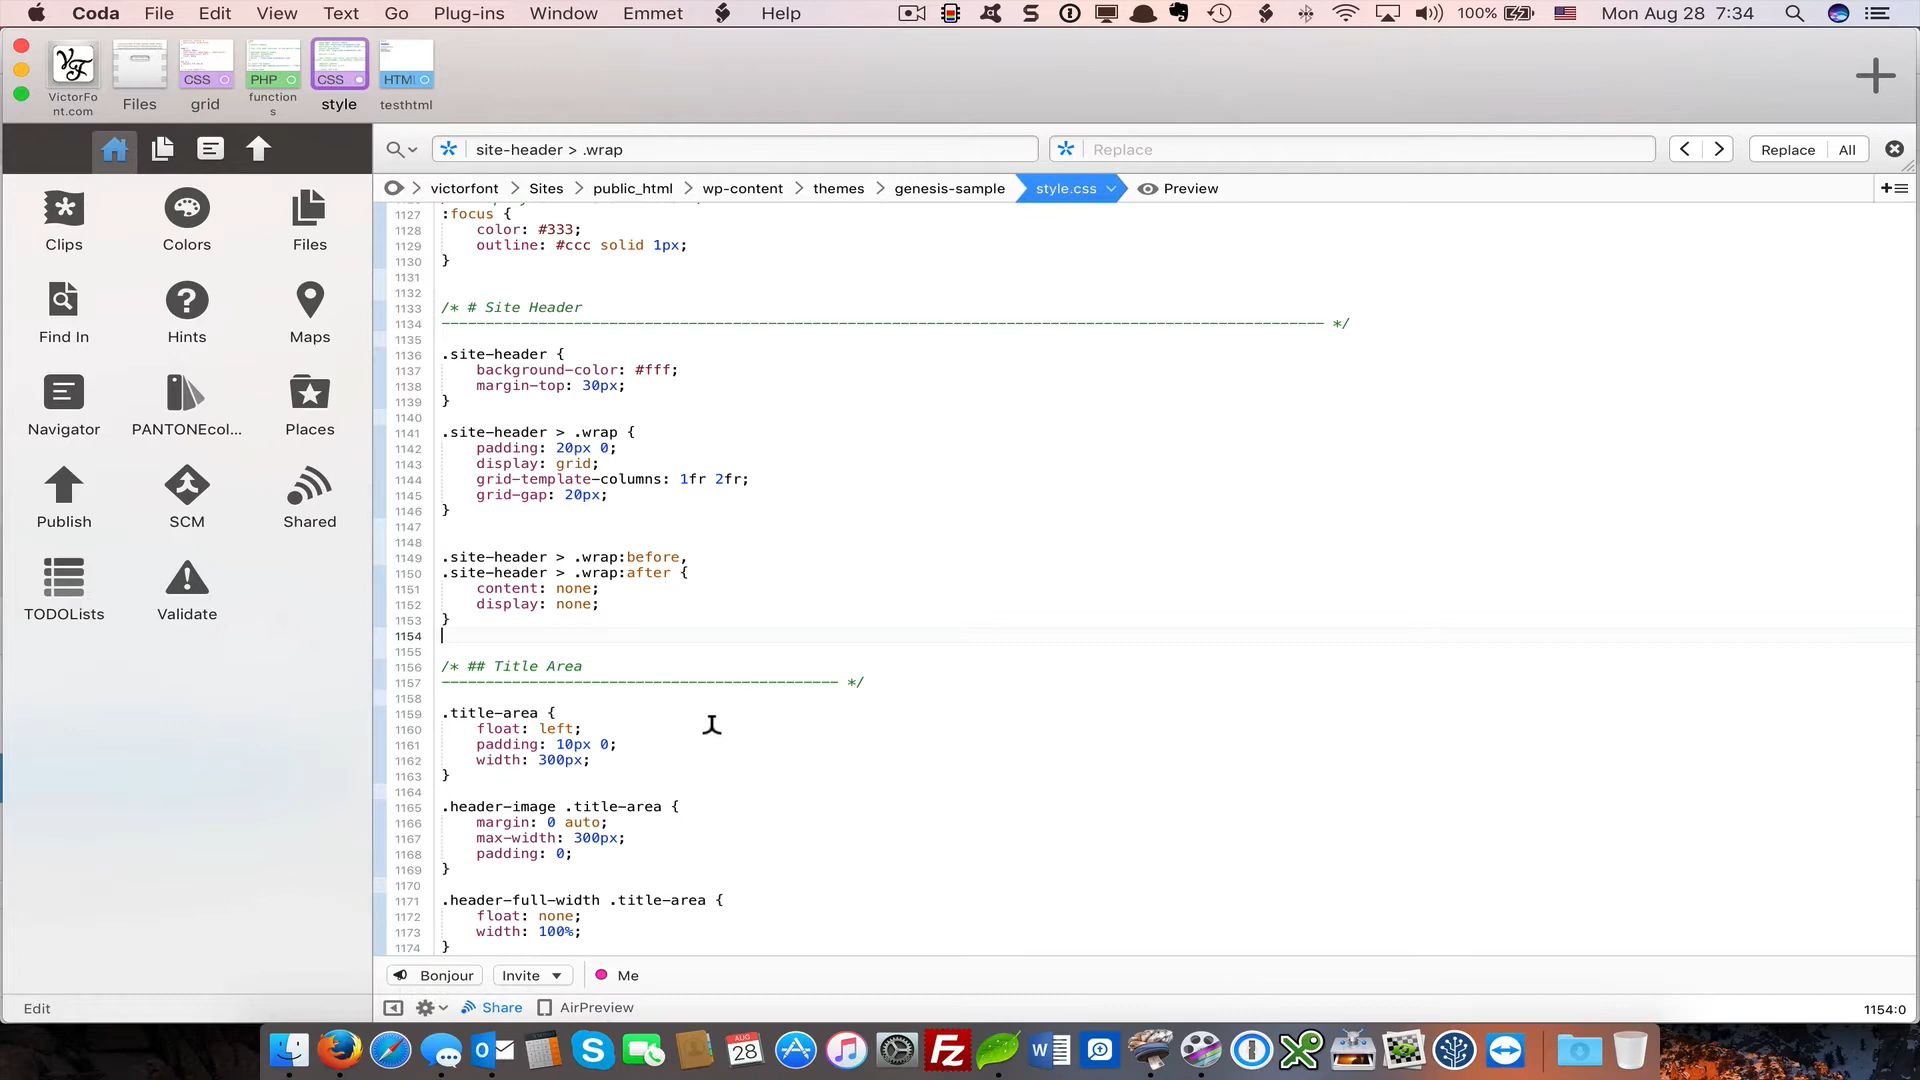 Coda File Edit View Insert Text Go Plug-ins Window Emmet Help 100% Mon Aug 28 7:34
CSS PHP CSS HTML
VictorFo
nt.com
Files
grid
function
s
style
testhtml
site-header > .wrap
Replace
Replace All
victorfont Sites public_html wp-content themes genesis-sample style.css Preview
Clips Colors Files
Find In Hints Maps
Navigator PANTONEcol... Places
Publish SCM Shared
TODOLists Validate
Edit
1127 :focus {
1128 color: #333;
1129 outline: #ccc solid 1px;
1130 }
1131
1132
1133 /* # Site Header
1134 ---------------------------------------------------------------------------------------------------- */
1135
1136 .site-header {
1137 background-color: #fff;
1138 margin-top: 30px;
1139 }
1140
1141 .site-header > .wrap {
1142 padding: 20px 0;
1143 display: grid;
1144 grid-template-columns: 1fr 2fr;
1145 grid-gap: 20px;
1146 }
1147
1148
1149 .site-header > .wrap:before,
1150 .site-header > .wrap:after {
1151 content: none;
1152 display: none;
1153 }
1154
1155
1156 /* ## Title Area
1157 --------------------------------------------- */
1158
1159 .title-area {
1160 float: left;
1161 padding: 10px 0;
1162 width: 300px;
1163 }
1164
1165 .header-image .title-area {
1166 margin: 0 auto;
1167 max-width: 300px;
1168 padding: 0;
1169 }
1170
1171 .header-full-width .title-area {
1172 float: none;
1173 width: 100%;
1174 }
Bonjour Invite Me
Share AirPreview
1154:0
AUG
28